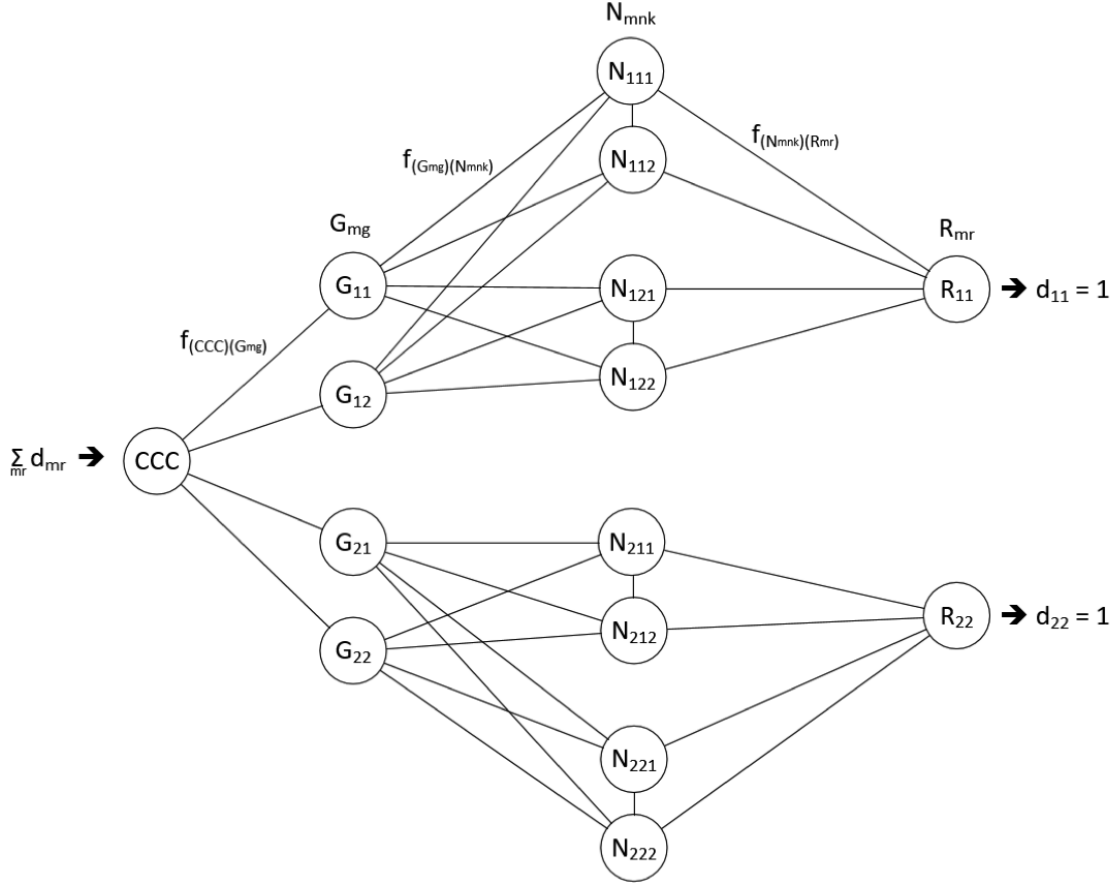 Nmnk
N111
f(Gmg)(Nmnk)
f(Nmnk)(Rmr)
N112
Gmg
Rmr
G11
N121
R11
➔ d11 = 1
f(CCC)(Gmg)
G12
N122
Σ dmr ➔
mr
CCC
G21
N211
R22
➔ d22 = 1
N212
G22
N221
N222